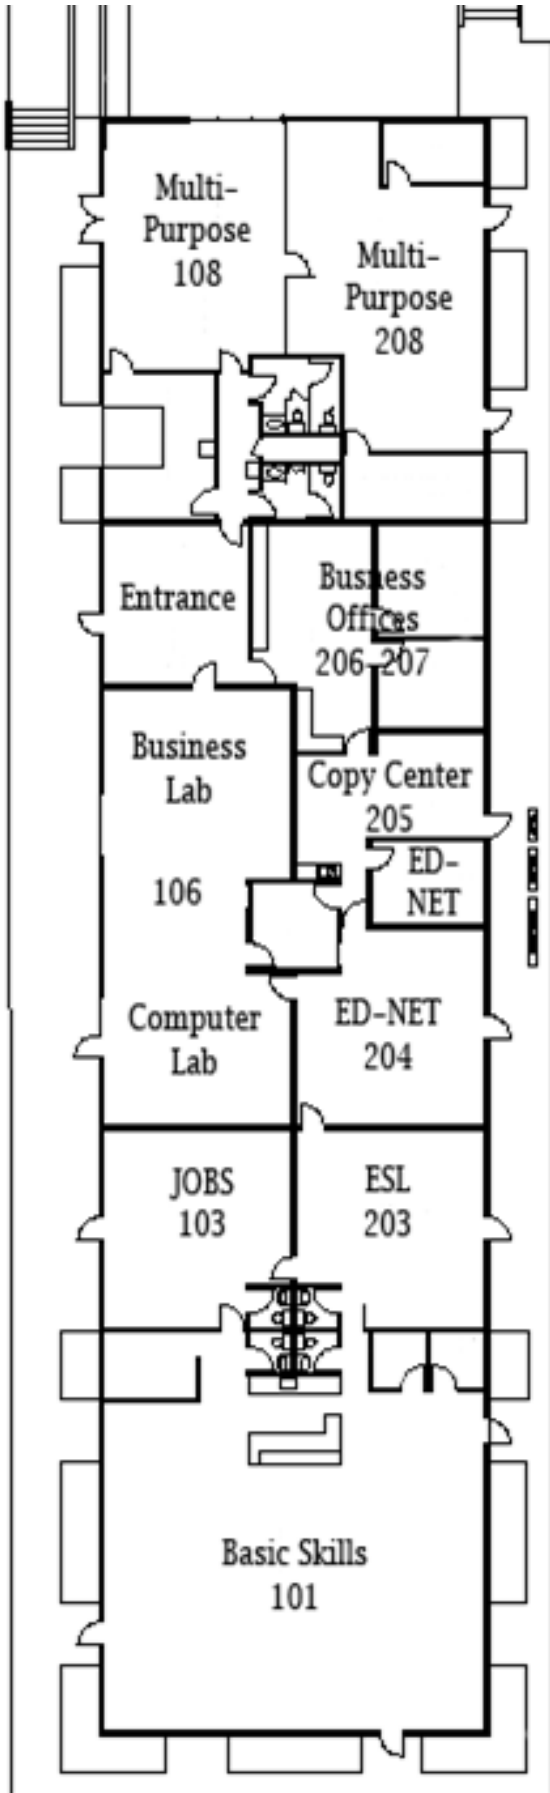 Multi-
Purpose
108
Multi-
Purpose
208
Entrance
Business
Offices
206 207
Business
Lab
106
Computer
Lab
Copy Center
205
ED-
NET
ED-NET
204
JOBS
103
ESL
203
Basic Skills
101